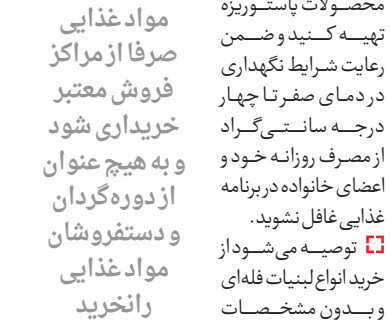 محصولات پاستوریزه
تهیه کنید و ضمن
رعایت شرایط نگهداری
در دمای صفر تا چهار
درجه سانتی‌گراد
از مصرف روزانه خود و
اعضای خانواده در برنامه
غذایی غافل نشوید.
توصیه می‌شود از
خرید انواع لبنیات فله‌ای
و بدون مشخصات
مواد غذایی
صرفا از مراکز
فروش معتبر
خریداری شود
و به هیچ عنوان
از دوره‌گردان
و دستفروشان
مواد غذایی
را نخرید